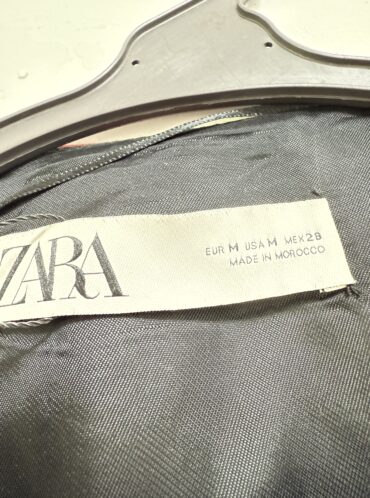 ZARA
EUR M USA M MEX 28
MADE IN MOROCCO